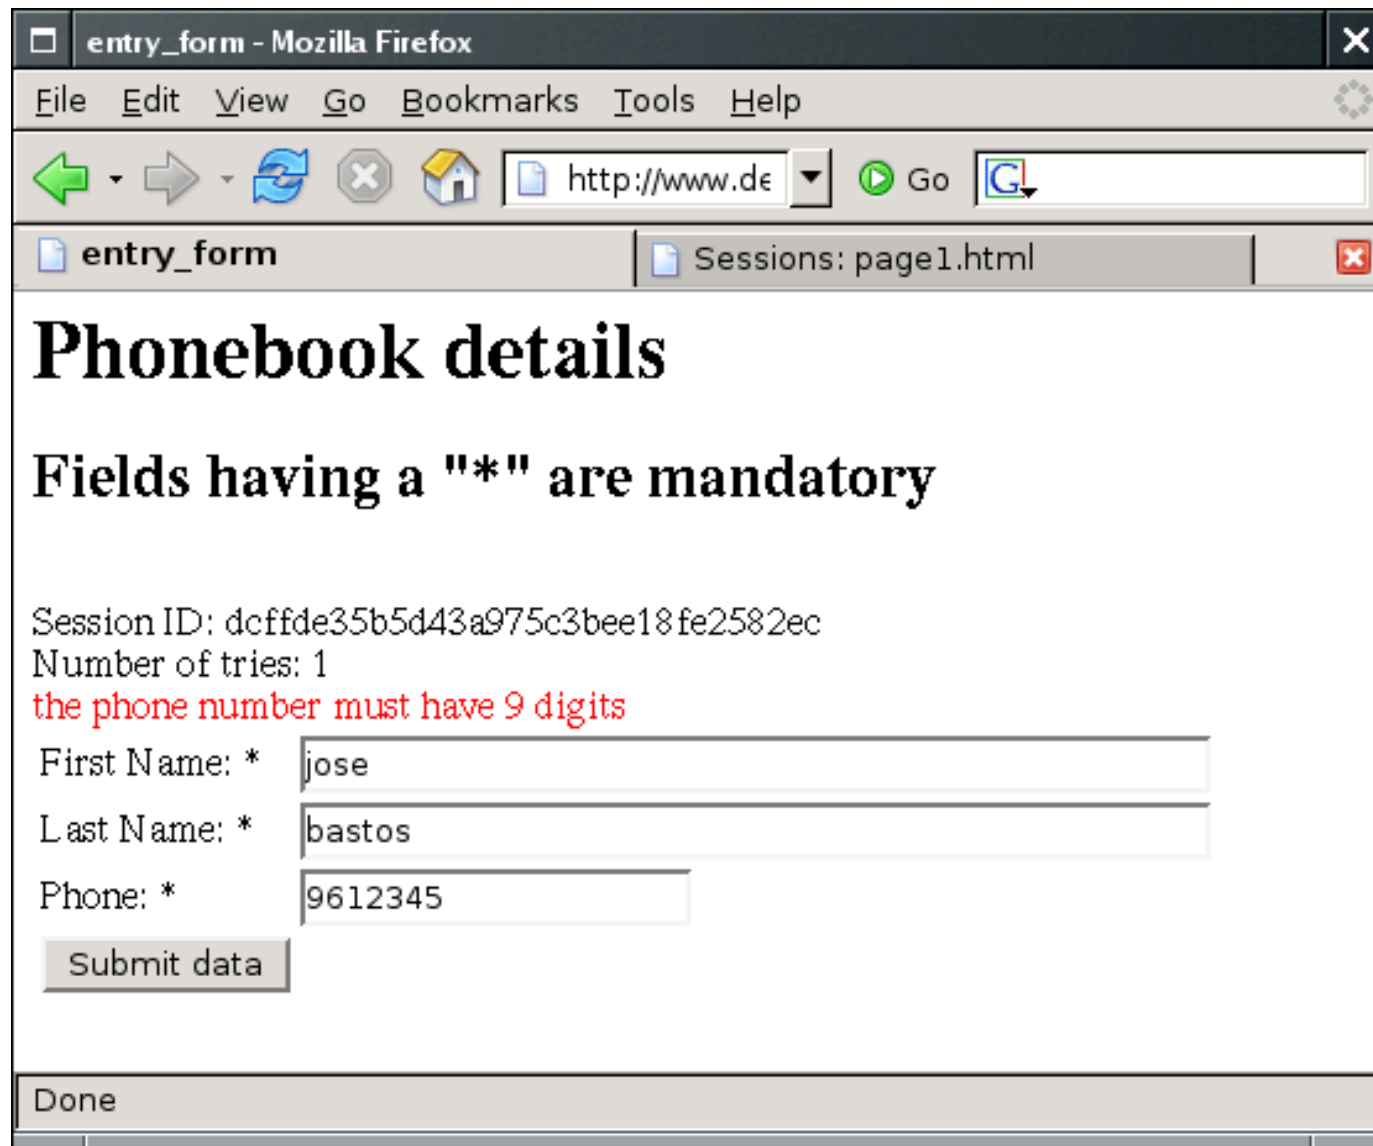 entry_form - Mozilla Firefox
File Edit View Go Bookmarks Tools Help
http://www.de Go G
entry_form Sessions: page1.html
Phonebook details
Fields having a "*" are mandatory
Session ID: dcffde35b5d43a975c3bee18fe2582ec
Number of tries: 1
the phone number must have 9 digits
First Name: * jose
Last Name: * bastos
Phone: * 9612345
Submit data
Done